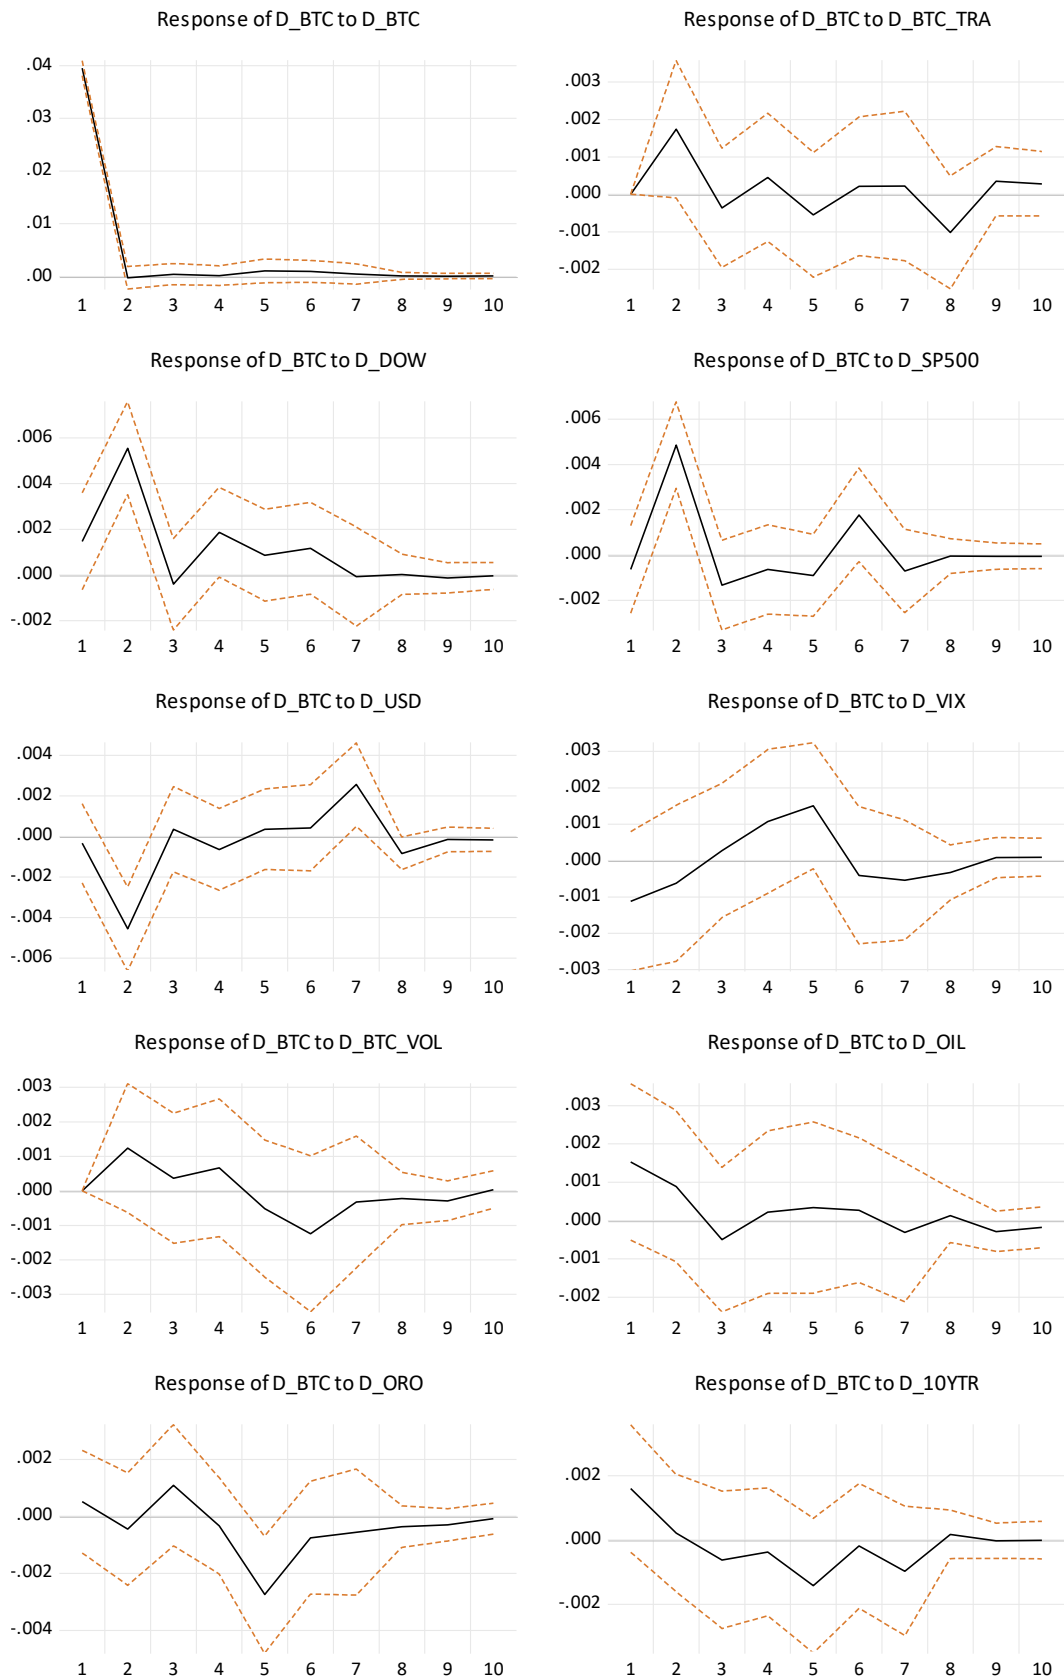 Response of D_BTC to D_BTC
.04
.03
.02
.01
.00
1 2 3 4 5 6 7 8 9 10
Response of D_BTC to D_BTC_TRA
.003
.002
.001
.000
-.001
-.002
1 2 3 4 5 6 7 8 9 10
Response of D_BTC to D_DOW
.006
.004
.002
.000
-.002
1 2 3 4 5 6 7 8 9 10
Response of D_BTC to D_SP500
.006
.004
.002
.000
-.002
1 2 3 4 5 6 7 8 9 10
Response of D_BTC to D_USD
.004
.002
.000
-.002
-.004
-.006
1 2 3 4 5 6 7 8 9 10
Response of D_BTC to D_VIX
.003
.002
.001
.000
-.001
-.002
-.003
1 2 3 4 5 6 7 8 9 10
Response of D_BTC to D_BTC_VOL
.003
.002
.001
.000
-.001
-.002
-.003
1 2 3 4 5 6 7 8 9 10
Response of D_BTC to D_OIL
.003
.002
.001
.000
-.001
-.002
1 2 3 4 5 6 7 8 9 10
Response of D_BTC to D_ORO
.002
.000
-.002
-.004
1 2 3 4 5 6 7 8 9 10
Response of D_BTC to D_10YTR
.002
.000
-.002
1 2 3 4 5 6 7 8 9 10